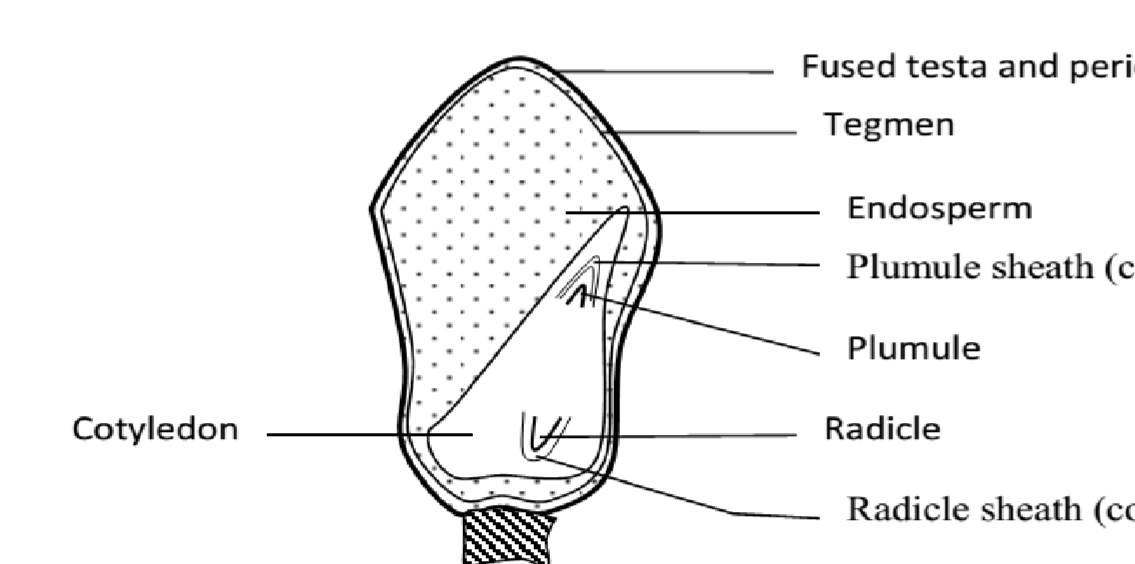 Fused testa and peri
Tegmen
Endosperm
Plumule sheath (c
Plumule
Cotyledon
Radicle
Radicle sheath (co